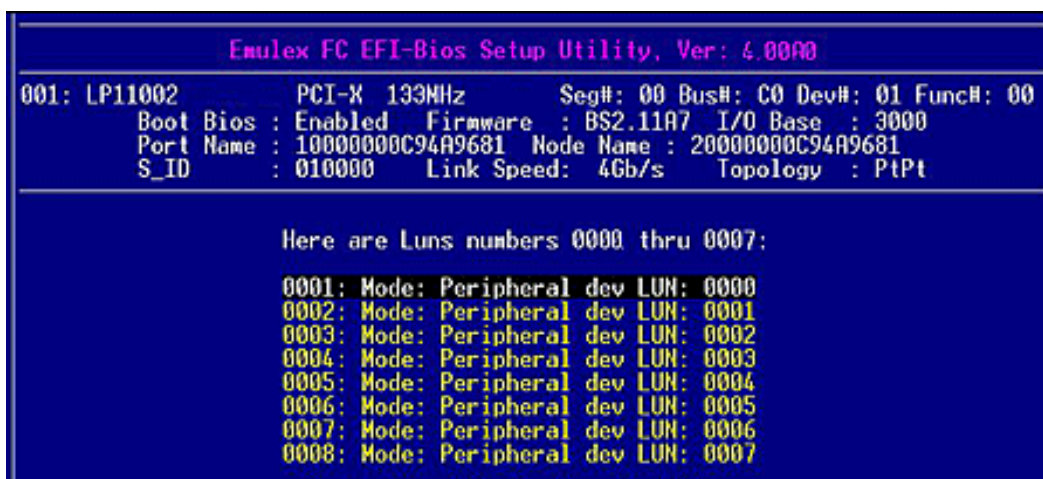 Emulex FC EFI-Bios Setup Utility, Ver: 4.00A0
001: LP11002 PCI-X 133MHz Seg#: 00 Bus#: C0 Dev#: 01 Func#: 00
Boot Bios : Enabled Firmware : BS2.11A7 I/O Base : 3000
Port Name : 10000000C94A9681 Node Name : 20000000C94A9681
S_ID : 010000 Link Speed: 4Gb/s Topology : PtPt
Here are Luns numbers 0000 thru 0007:
0001: Mode: Peripheral dev LUN: 0000
0002: Mode: Peripheral dev LUN: 0001
0003: Mode: Peripheral dev LUN: 0002
0004: Mode: Peripheral dev LUN: 0003
0005: Mode: Peripheral dev LUN: 0004
0006: Mode: Peripheral dev LUN: 0005
0007: Mode: Peripheral dev LUN: 0006
0008: Mode: Peripheral dev LUN: 0007